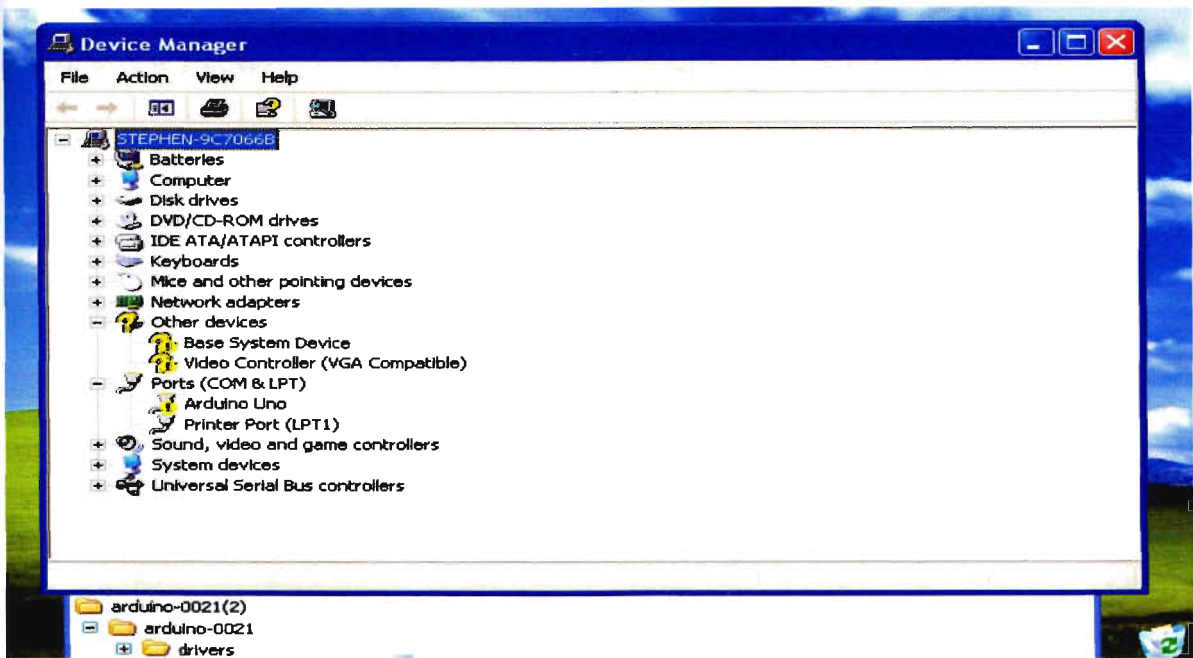 Device Manager
File Action View Help
STEPHEN-9C7066B
Batteries
Computer
Disk drives
DVD/CD-ROM drives
IDE ATA/ATAPI controllers
Keyboards
Mice and other pointing devices
Network adapters
Other devices
Base System Device
Video Controller (VGA Compatible)
Ports (COM & LPT)
Arduino Uno
Printer Port (LPT1)
Sound, video and game controllers
System devices
Universal Serial Bus controllers
arduino-0021(2)
arduino-0021
drivers